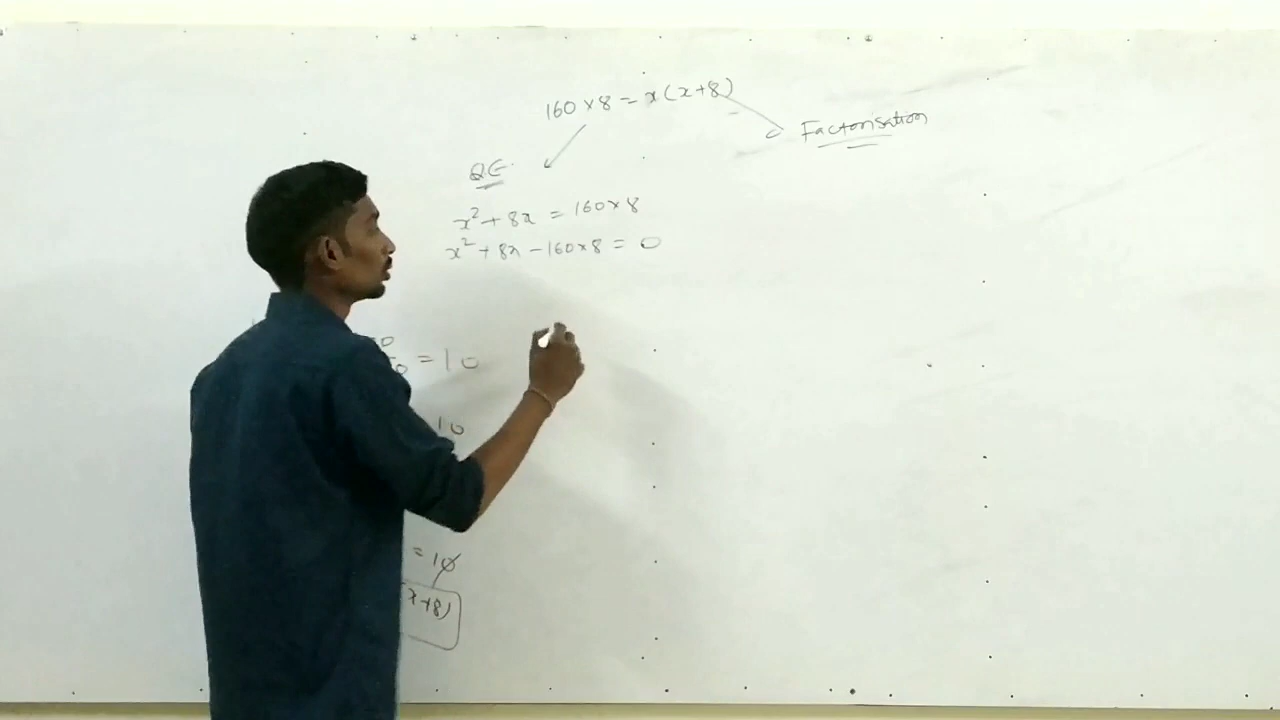 160 × 8 = x(x+8)
Factorisation
QE
x² + 8x = 160 × 8
x² + 8x - 160×8 = 0
= 10
10
= 10
x+8)